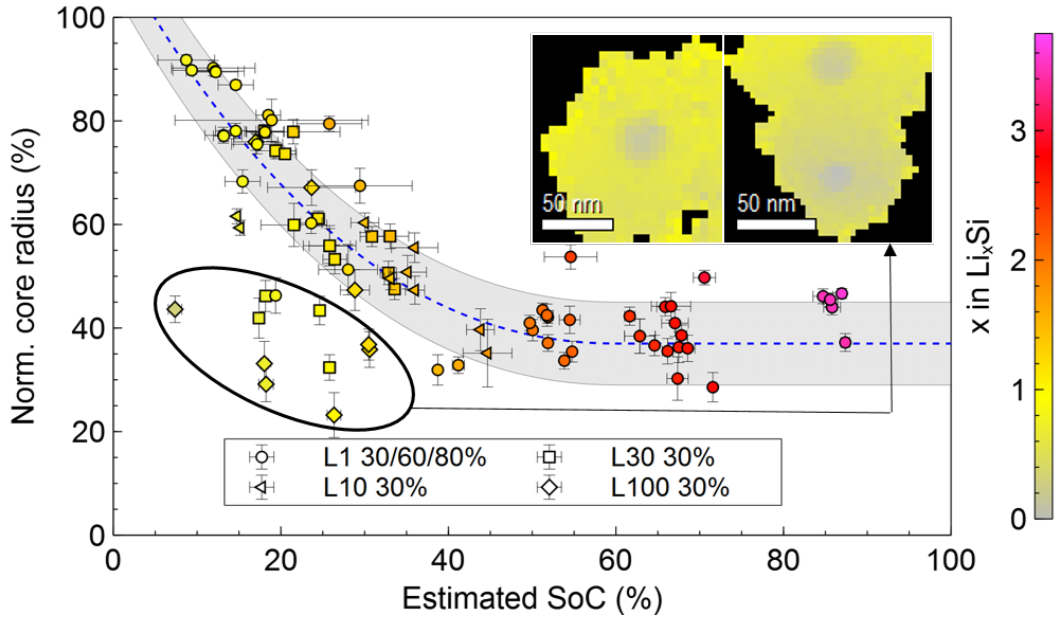 100
80
60
40
20
0
Norm. core radius (%)
0 20 40 60 80 100
Estimated SoC (%)
50 nm 50 nm
L1 30/60/80% L30 30%
L10 30% L100 30%
3
2
1
0
x in LixSi